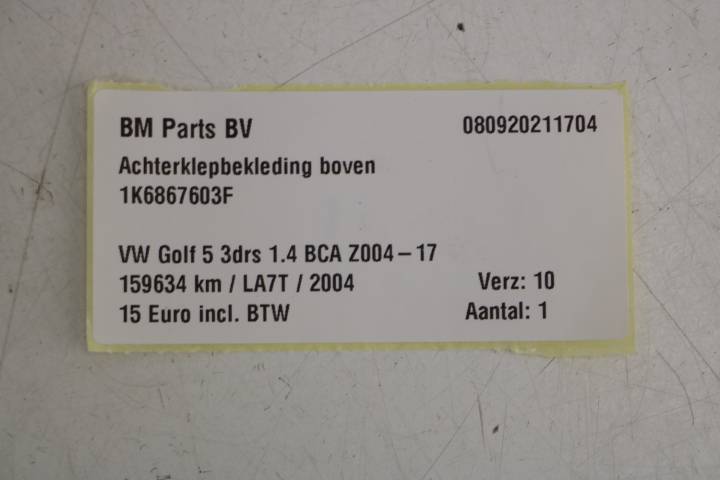 BM Parts BV 080920211704
Achterklepbekleding boven
1K6867603F
VW Golf 5 3drs 1.4 BCA Z004-17
159634 km / LA7T / 2004 Verz: 10
15 Euro incl. BTW Aantal: 1